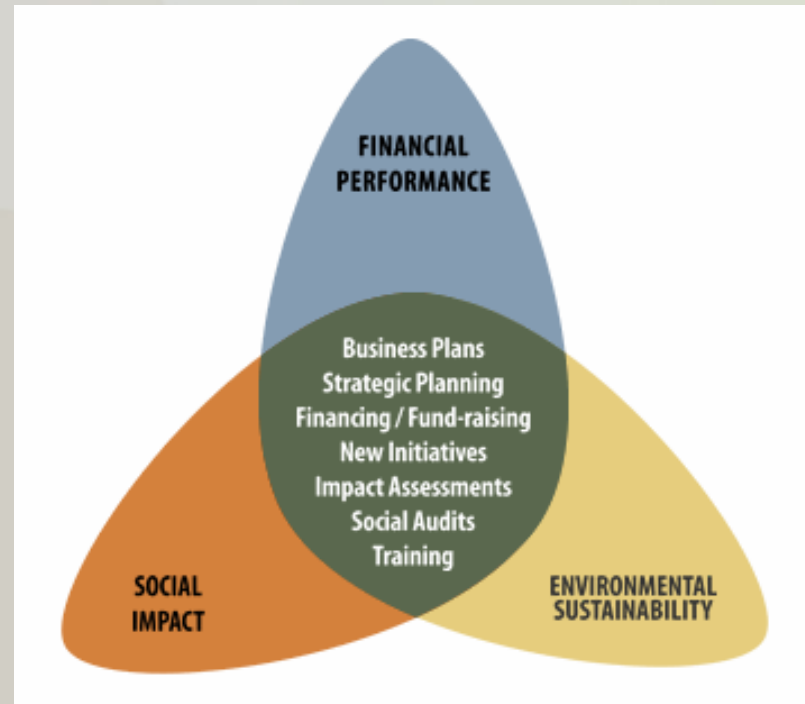 FINANCIAL
PERFORMANCE
Business Plans
Strategic Planning
Financing / Fund-raising
New Initiatives
Impact Assessments
Social Audits
Training
SOCIAL
IMPACT
ENVIRONMENTAL
SUSTAINABILITY